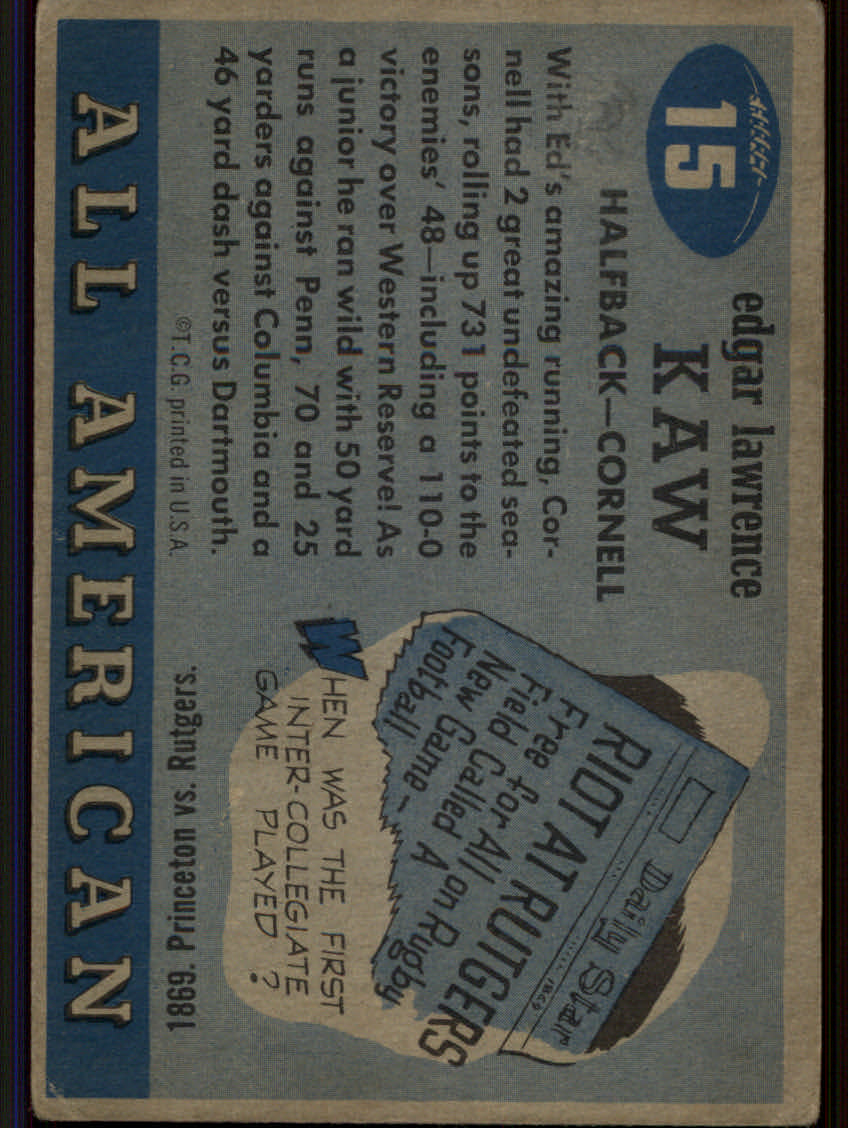 15
edgar lawrence
KAW
HALFBACK—CORNELL
With Ed's amazing running, Cor-
nell had 2 great undefeated sea-
sons, rolling up 731 points to the
enemies' 48—including a 110-0
victory over Western Reserve! As
a junior he ran wild with 50 yard
runs against Penn, 70 and 25
yarders against Columbia and a
46 yard dash versus Dartmouth.
©T.C.G. printed in U.S.A.
Daily Star
1869
RIOT AT RUTGERS
Free for All on Rugby
Field Called A
New Game -
Football
WHEN WAS THE FIRST
INTER-COLLEGIATE
GAME PLAYED ?
1869. Princeton vs. Rutgers.
ALL AMERICAN